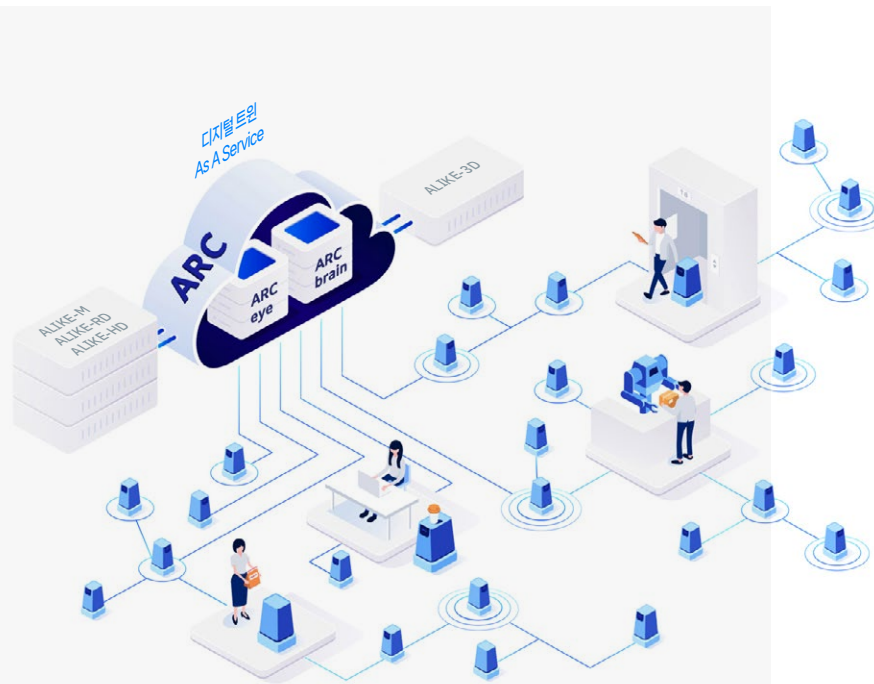 디지털 트윈
As A Service
ALIKE-3D
ARC
ARC
brain
ARC
eye
ALIKE-M
ALIKE-RD
ALIKE-HD